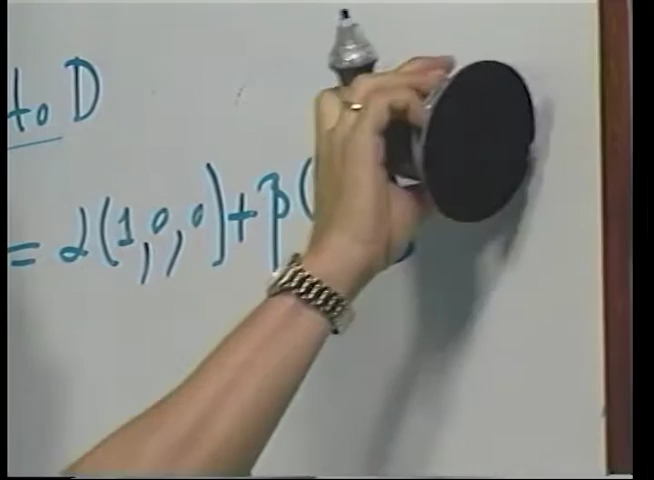 to D
= α(1,0,0)+β(